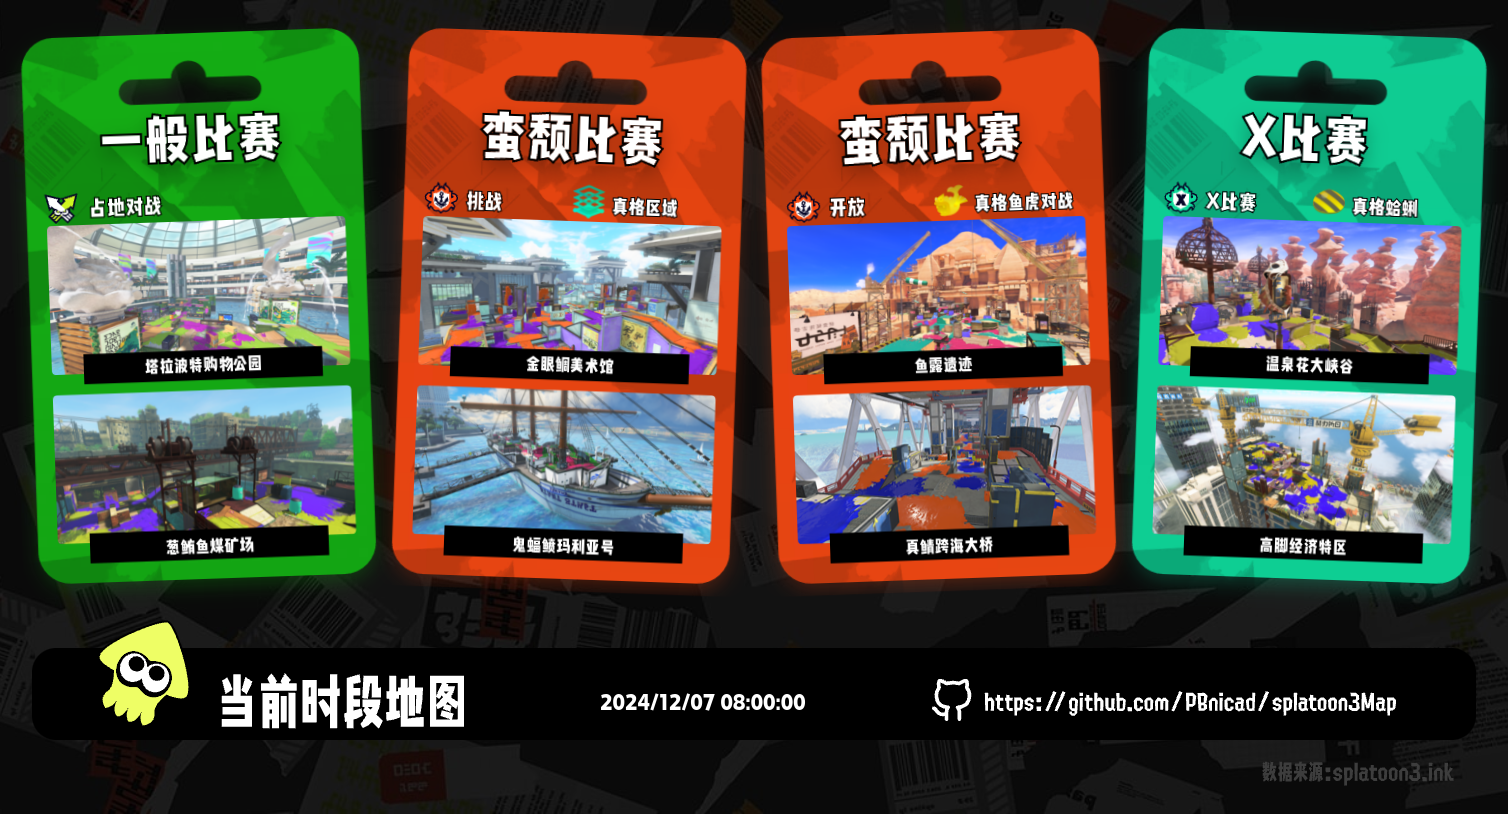 一般比赛
占地对战
塔拉波特购物公园
葱鲔鱼煤矿场
蛮颓比赛
挑战
真格区域
金眼鲷美术馆
鬼蝠鲼玛利亚号
蛮颓比赛
开放
真格鱼虎对战
鱼露遗迹
真鲭跨海大桥
X比赛
X比赛
真格蛤蜊
温泉花大峡谷
高脚经济特区
当前时段地图
2024/12/07 08:00:00
https://github.com/PBnicad/splatoon3Map
数据来源:splatoon3.ink